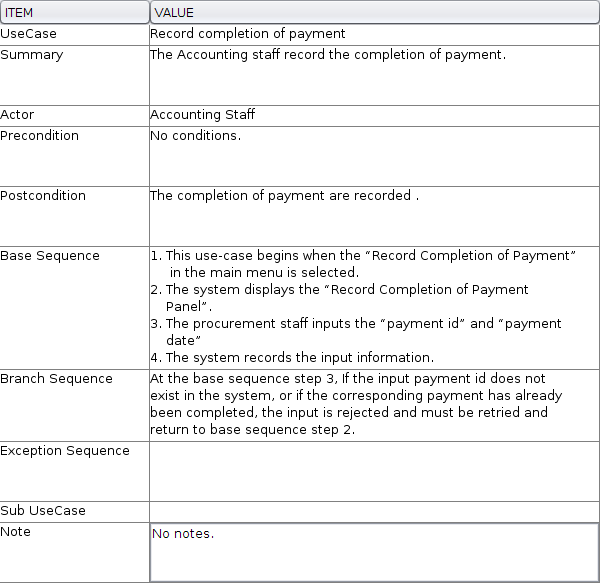 ITEM VALUE
UseCase Record completion of payment
Summary The Accounting staff record the completion of payment.
Actor Accounting Staff
Precondition No conditions.
Postcondition The completion of payment are recorded .
Base Sequence 1. This use-case begins when the “Record Completion of Payment”
in the main menu is selected.
2. The system displays the “Record Completion of Payment
Panel”.
3. The procurement staff inputs the “payment id” and “payment
date”
4. The system records the input information.
Branch Sequence At the base sequence step 3, If the input payment id does not
exist in the system, or if the corresponding payment has already
been completed, the input is rejected and must be retried and
return to base sequence step 2.
Exception Sequence
Sub UseCase
Note No notes.